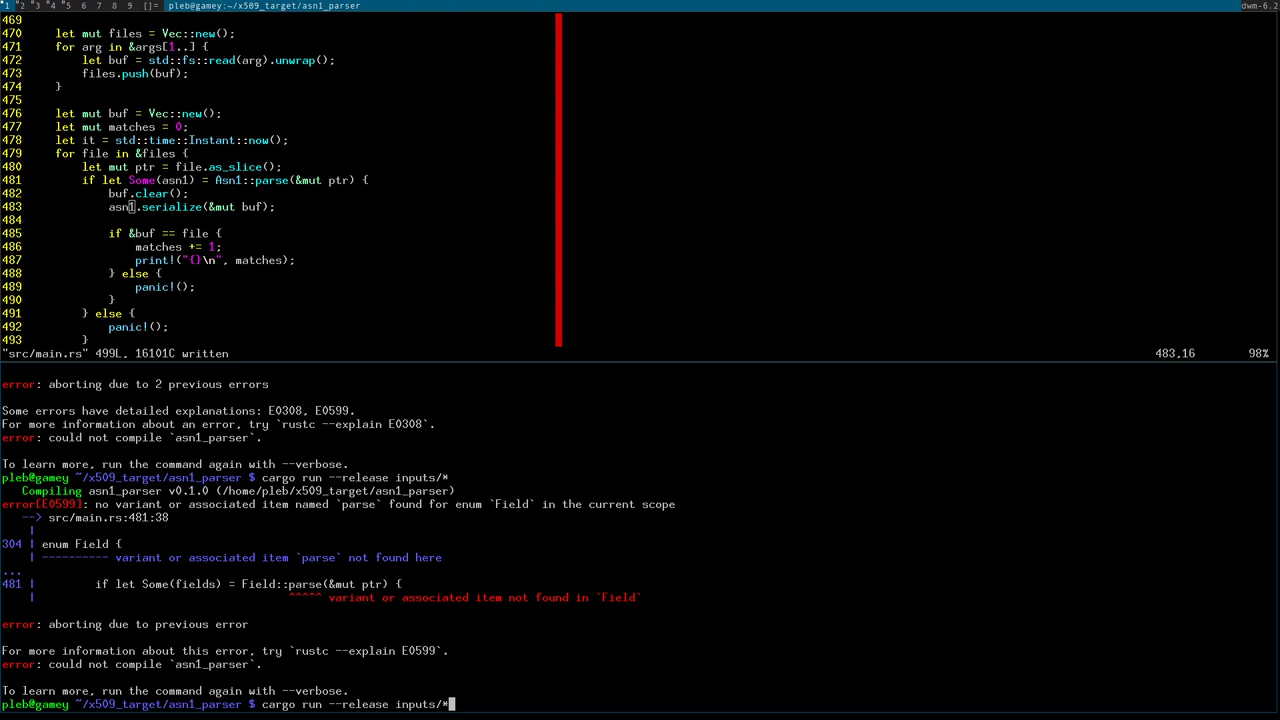 1 2 3 4 5 6 7 8 9 []= pleb@gamey:~/x509_target/asn1_parser dwm-6.2
469
470     let mut files = Vec::new();
471     for arg in &args[1..] {
472         let buf = std::fs::read(arg).unwrap();
473         files.push(buf);
474     }
475
476     let mut buf = Vec::new();
477     let mut matches = 0;
478     let it = std::time::Instant::now();
479     for file in &files {
480         let mut ptr = file.as_slice();
481         if let Some(asn1) = Asn1::parse(&mut ptr) {
482             buf.clear();
483             asn1.serialize(&mut buf);
484
485             if &buf == file {
486                 matches += 1;
487                 print!("{}\n", matches);
488             } else {
489                 panic!();
490             }
491         } else {
492             panic!();
493         }
"src/main.rs" 499L, 16101C written 483,16 98%
error: aborting due to 2 previous errors
Some errors have detailed explanations: E0308, E0599.
For more information about an error, try `rustc --explain E0308`.
error: could not compile `asn1_parser`.
To learn more, run the command again with --verbose.
pleb@gamey ~/x509_target/asn1_parser $ cargo run --release inputs/*
   Compiling asn1_parser v0.1.0 (/home/pleb/x509_target/asn1_parser)
error[E0599]: no variant or associated item named `parse` found for enum `Field` in the current scope
   --> src/main.rs:481:38
    |
304 | enum Field {
    | ---------- variant or associated item `parse` not found here
...
481 |         if let Some(fields) = Field::parse(&mut ptr) {
    |                                      ^^^^^ variant or associated item not found in `Field`
error: aborting due to previous error
For more information about this error, try `rustc --explain E0599`.
error: could not compile `asn1_parser`.
To learn more, run the command again with --verbose.
pleb@gamey ~/x509_target/asn1_parser $ cargo run --release inputs/*